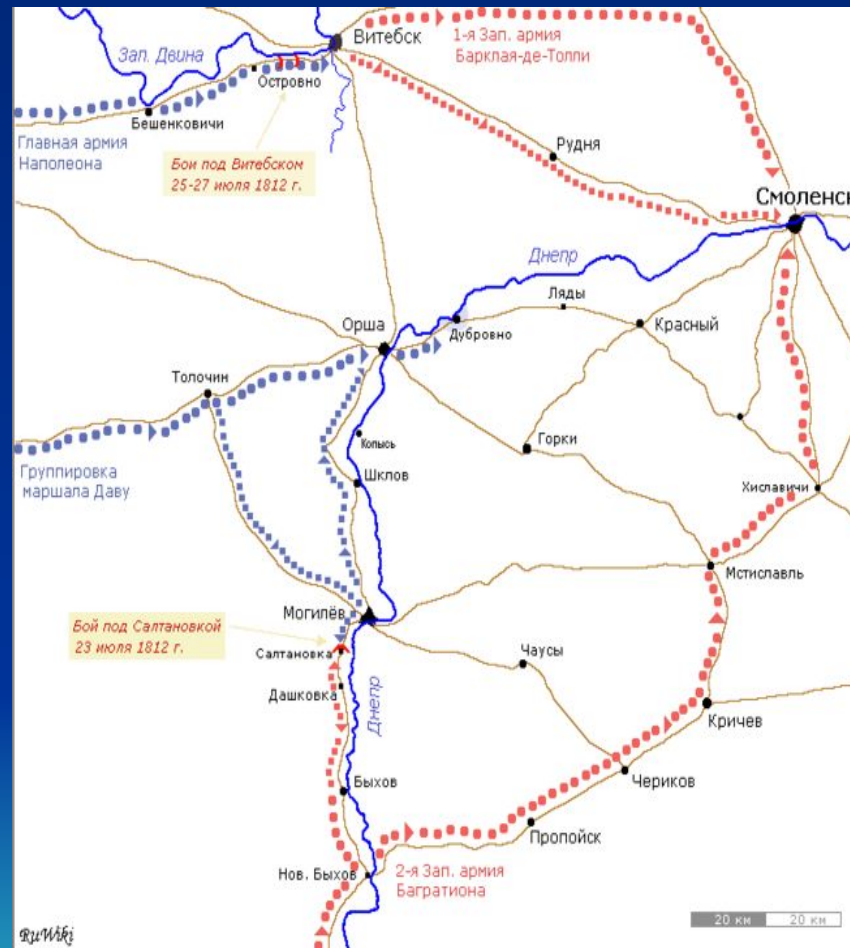 Витебск
1-я Зап. армия
Барклая-де-Толли
Зап. Двина
Островно
Бешенковичи
Главная армия
Наполеона
Бои под Витебском
25-27 июля 1812 г.
Рудня
Смоленск
Днепр
Ляды
Орша
Дубровно
Красный
Толочин
Копысь
Горки
Группировка
маршала Даву
Шклов
Хиславичи
Мстиславль
Могилёв
Бой под Салтановкой
23 июля 1812 г.
Салтановка
Чаусы
Дашковка
Днепр
Кричев
Быхов
Чериков
Пропойск
Нов. Быхов
2-я Зап. армия
Багратиона
20 км
20 км
RuWiki